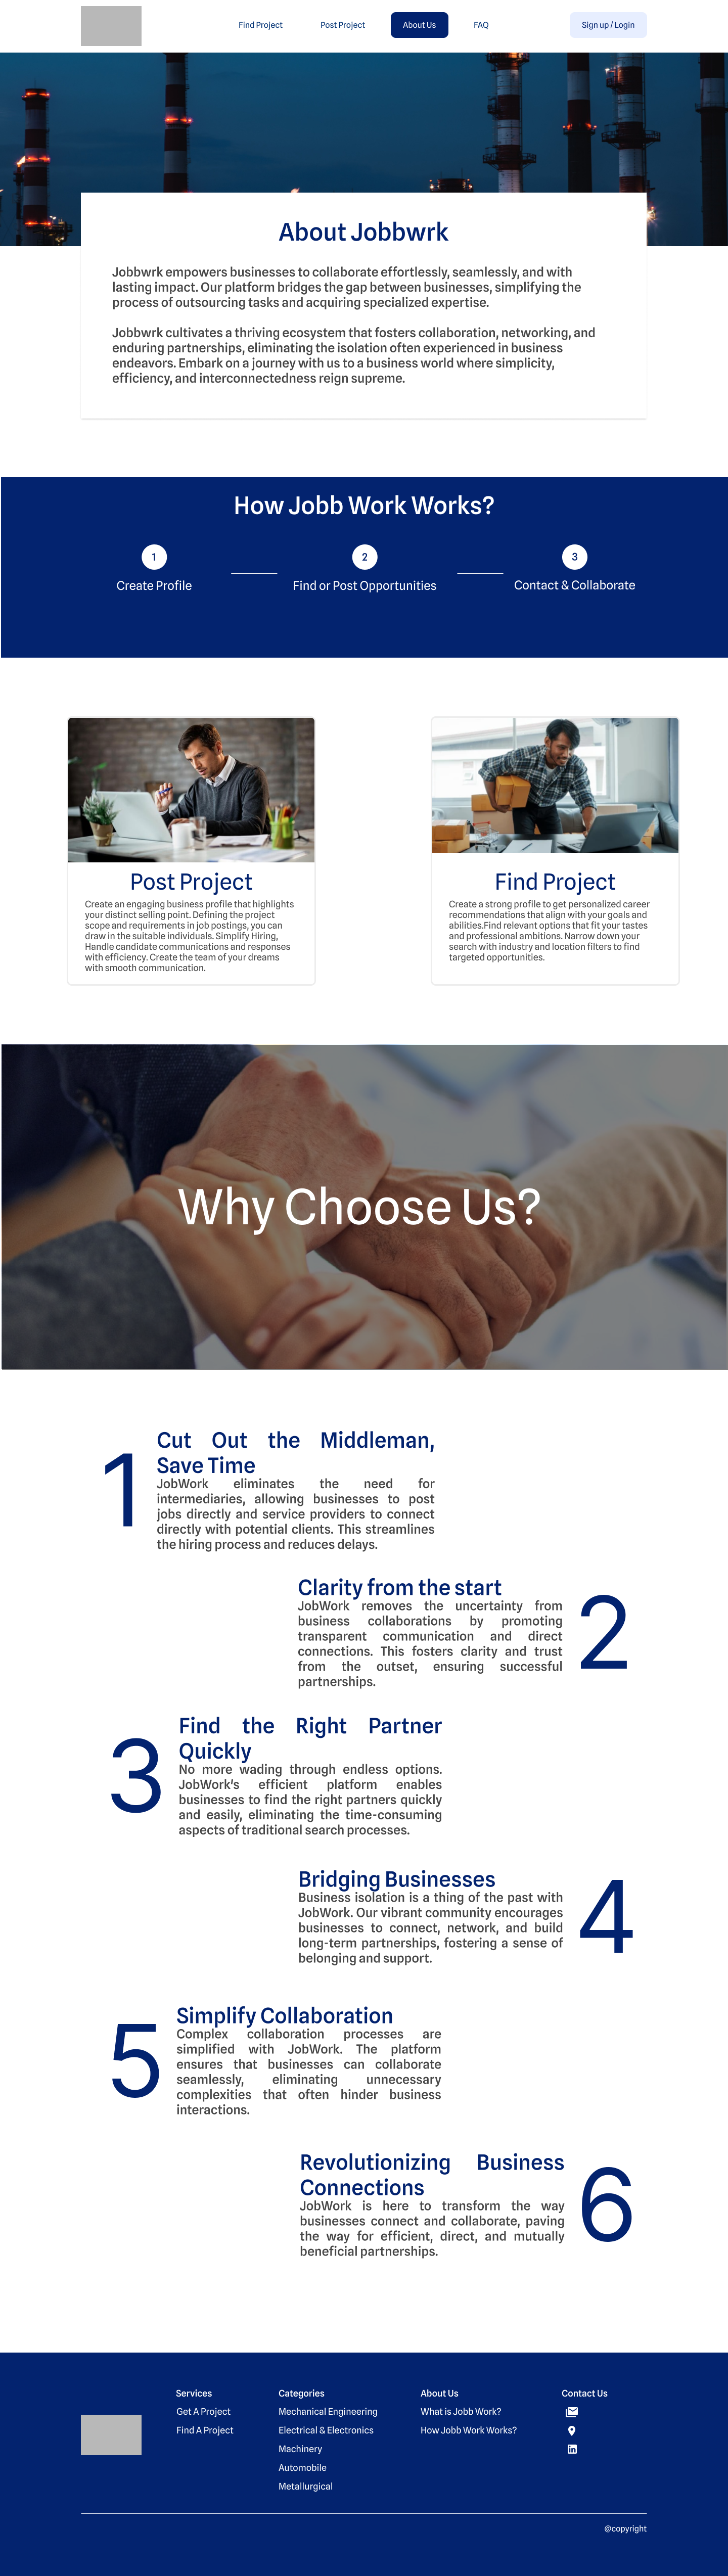 Find Project
Post Project
About Us
FAQ
Sign up / Login
About Jobbwrk
Jobbwrk empowers businesses to collaborate effortlessly, seamlessly, and with
lasting impact. Our platform bridges the gap between businesses, simplifying the
process of outsourcing tasks and acquiring specialized expertise.
Jobbwrk cultivates a thriving ecosystem that fosters collaboration, networking, and
enduring partnerships, eliminating the isolation often experienced in business
endeavors. Embark on a journey with us to a business world where simplicity,
efficiency, and interconnectedness reign supreme.
How Jobb Work Works?
1
Create Profile
2
Find or Post Opportunities
3
Contact & Collaborate
Post Project
Create an engaging business profile that highlights
your distinct selling point. Defining the project
scope and requirements in job postings, you can
draw in the suitable individuals. Simplify Hiring,
Handle candidate communications and responses
with efficiency. Create the team of your dreams
with smooth communication.
Find Project
Create a strong profile to get personalized career
recommendations that align with your goals and
abilities.Find relevant options that fit your tastes
and professional ambitions. Narrow down your
search with industry and location filters to find
targeted opportunities.
Why Choose Us?
1
Cut Out the Middleman,
Save Time
JobWork eliminates the need for
intermediaries, allowing businesses to post
jobs directly and service providers to connect
directly with potential clients. This streamlines
the hiring process and reduces delays.
Clarity from the start
JobWork removes the uncertainty from
business collaborations by promoting
transparent communication and direct
connections. This fosters clarity and trust
from the outset, ensuring successful
partnerships.
2
3
Find the Right Partner
Quickly
No more wading through endless options.
JobWork's efficient platform enables
businesses to find the right partners quickly
and easily, eliminating the time-consuming
aspects of traditional search processes.
Bridging Businesses
Business isolation is a thing of the past with
JobWork. Our vibrant community encourages
businesses to connect, network, and build
long-term partnerships, fostering a sense of
belonging and support.
4
5
Simplify Collaboration
Complex collaboration processes are
simplified with JobWork. The platform
ensures that businesses can collaborate
seamlessly, eliminating unnecessary
complexities that often hinder business
interactions.
Revolutionizing Business
Connections
JobWork is here to transform the way
businesses connect and collaborate, paving
the way for efficient, direct, and mutually
beneficial partnerships.
6
Services
Get A Project
Find A Project
Categories
Mechanical Engineering
Electrical & Electronics
Machinery
Automobile
Metallurgical
About Us
What is Jobb Work?
How Jobb Work Works?
Contact Us
@copyright